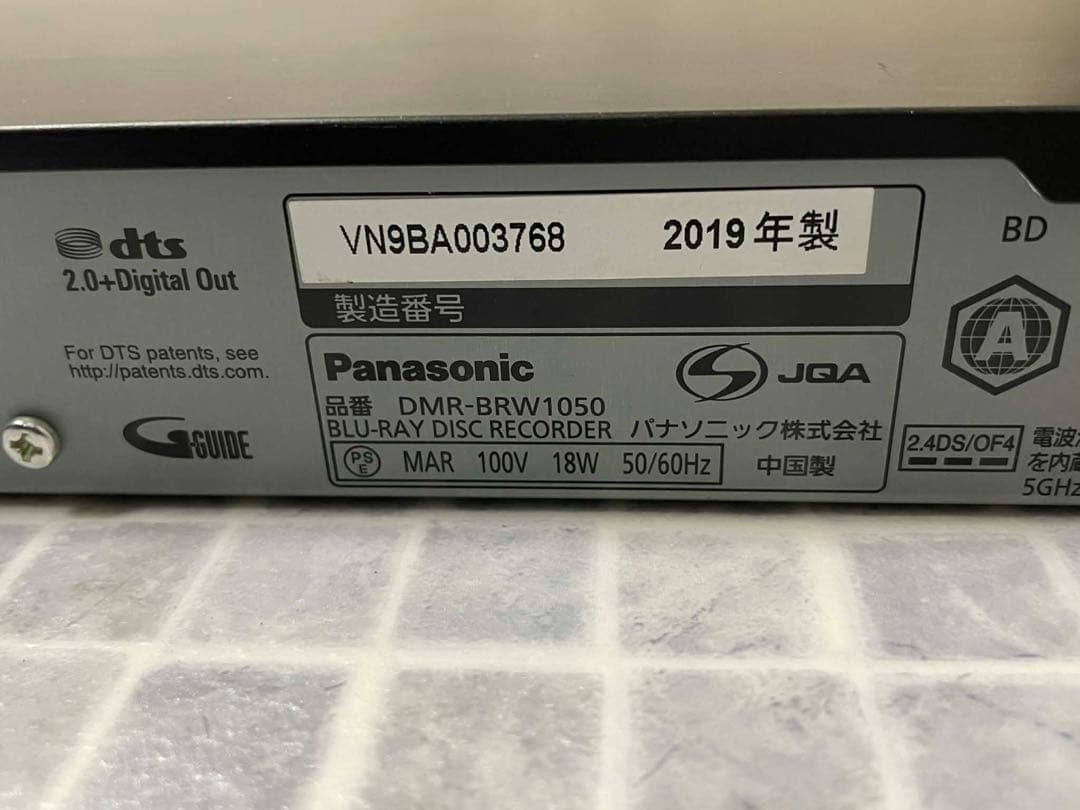 dts
2.0+Digital Out
For DTS patents, see
http://patents.dts.com.
G-GUIDE
VN9BA003768 2019年製
製造番号
Panasonic
JQA
品番 DMR-BRW1050
BLU-RAY DISC RECORDER パナソニック株式会社
PSE MAR 100V 18W 50/60Hz 中国製
BD
A
2.4DS/OF4
電波
を内蔵
5GHz